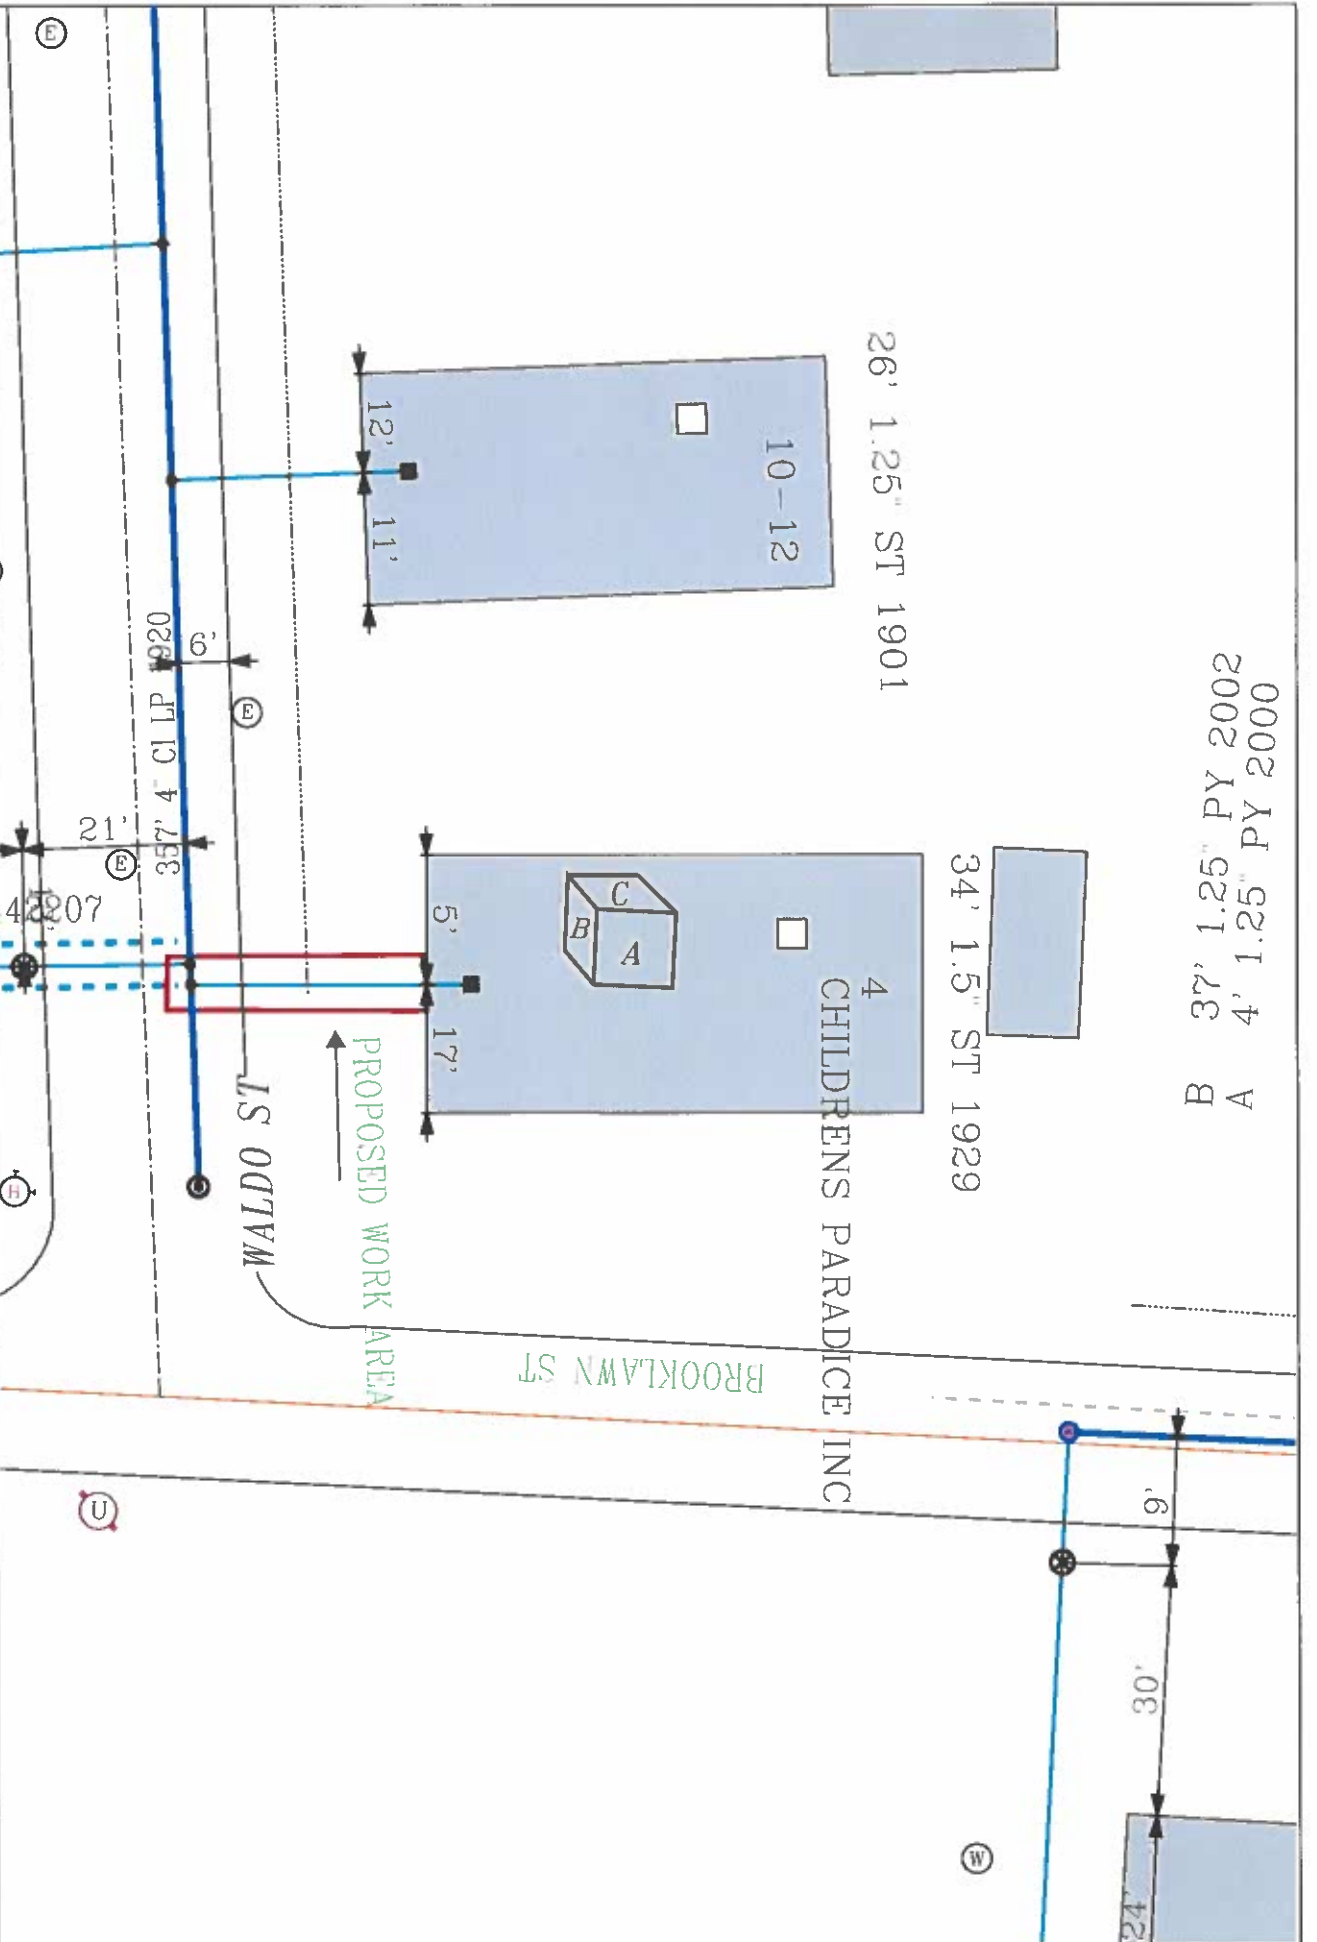 E
26' 1.25" ST 1901
10-12
12'
11'
6'
E
357' 4" CI LP 1920
21'
E
B 37' 1.25" PY 2002
A 4' 1.25" PY 2000
34' 1.5" ST 1929
5'
17'
C
B
A
4
CHILDRENS PARADICE INC
PROPOSED WORK AREA
WALDO ST
H
BROOKLAWN ST
U
9'
30'
W
24'